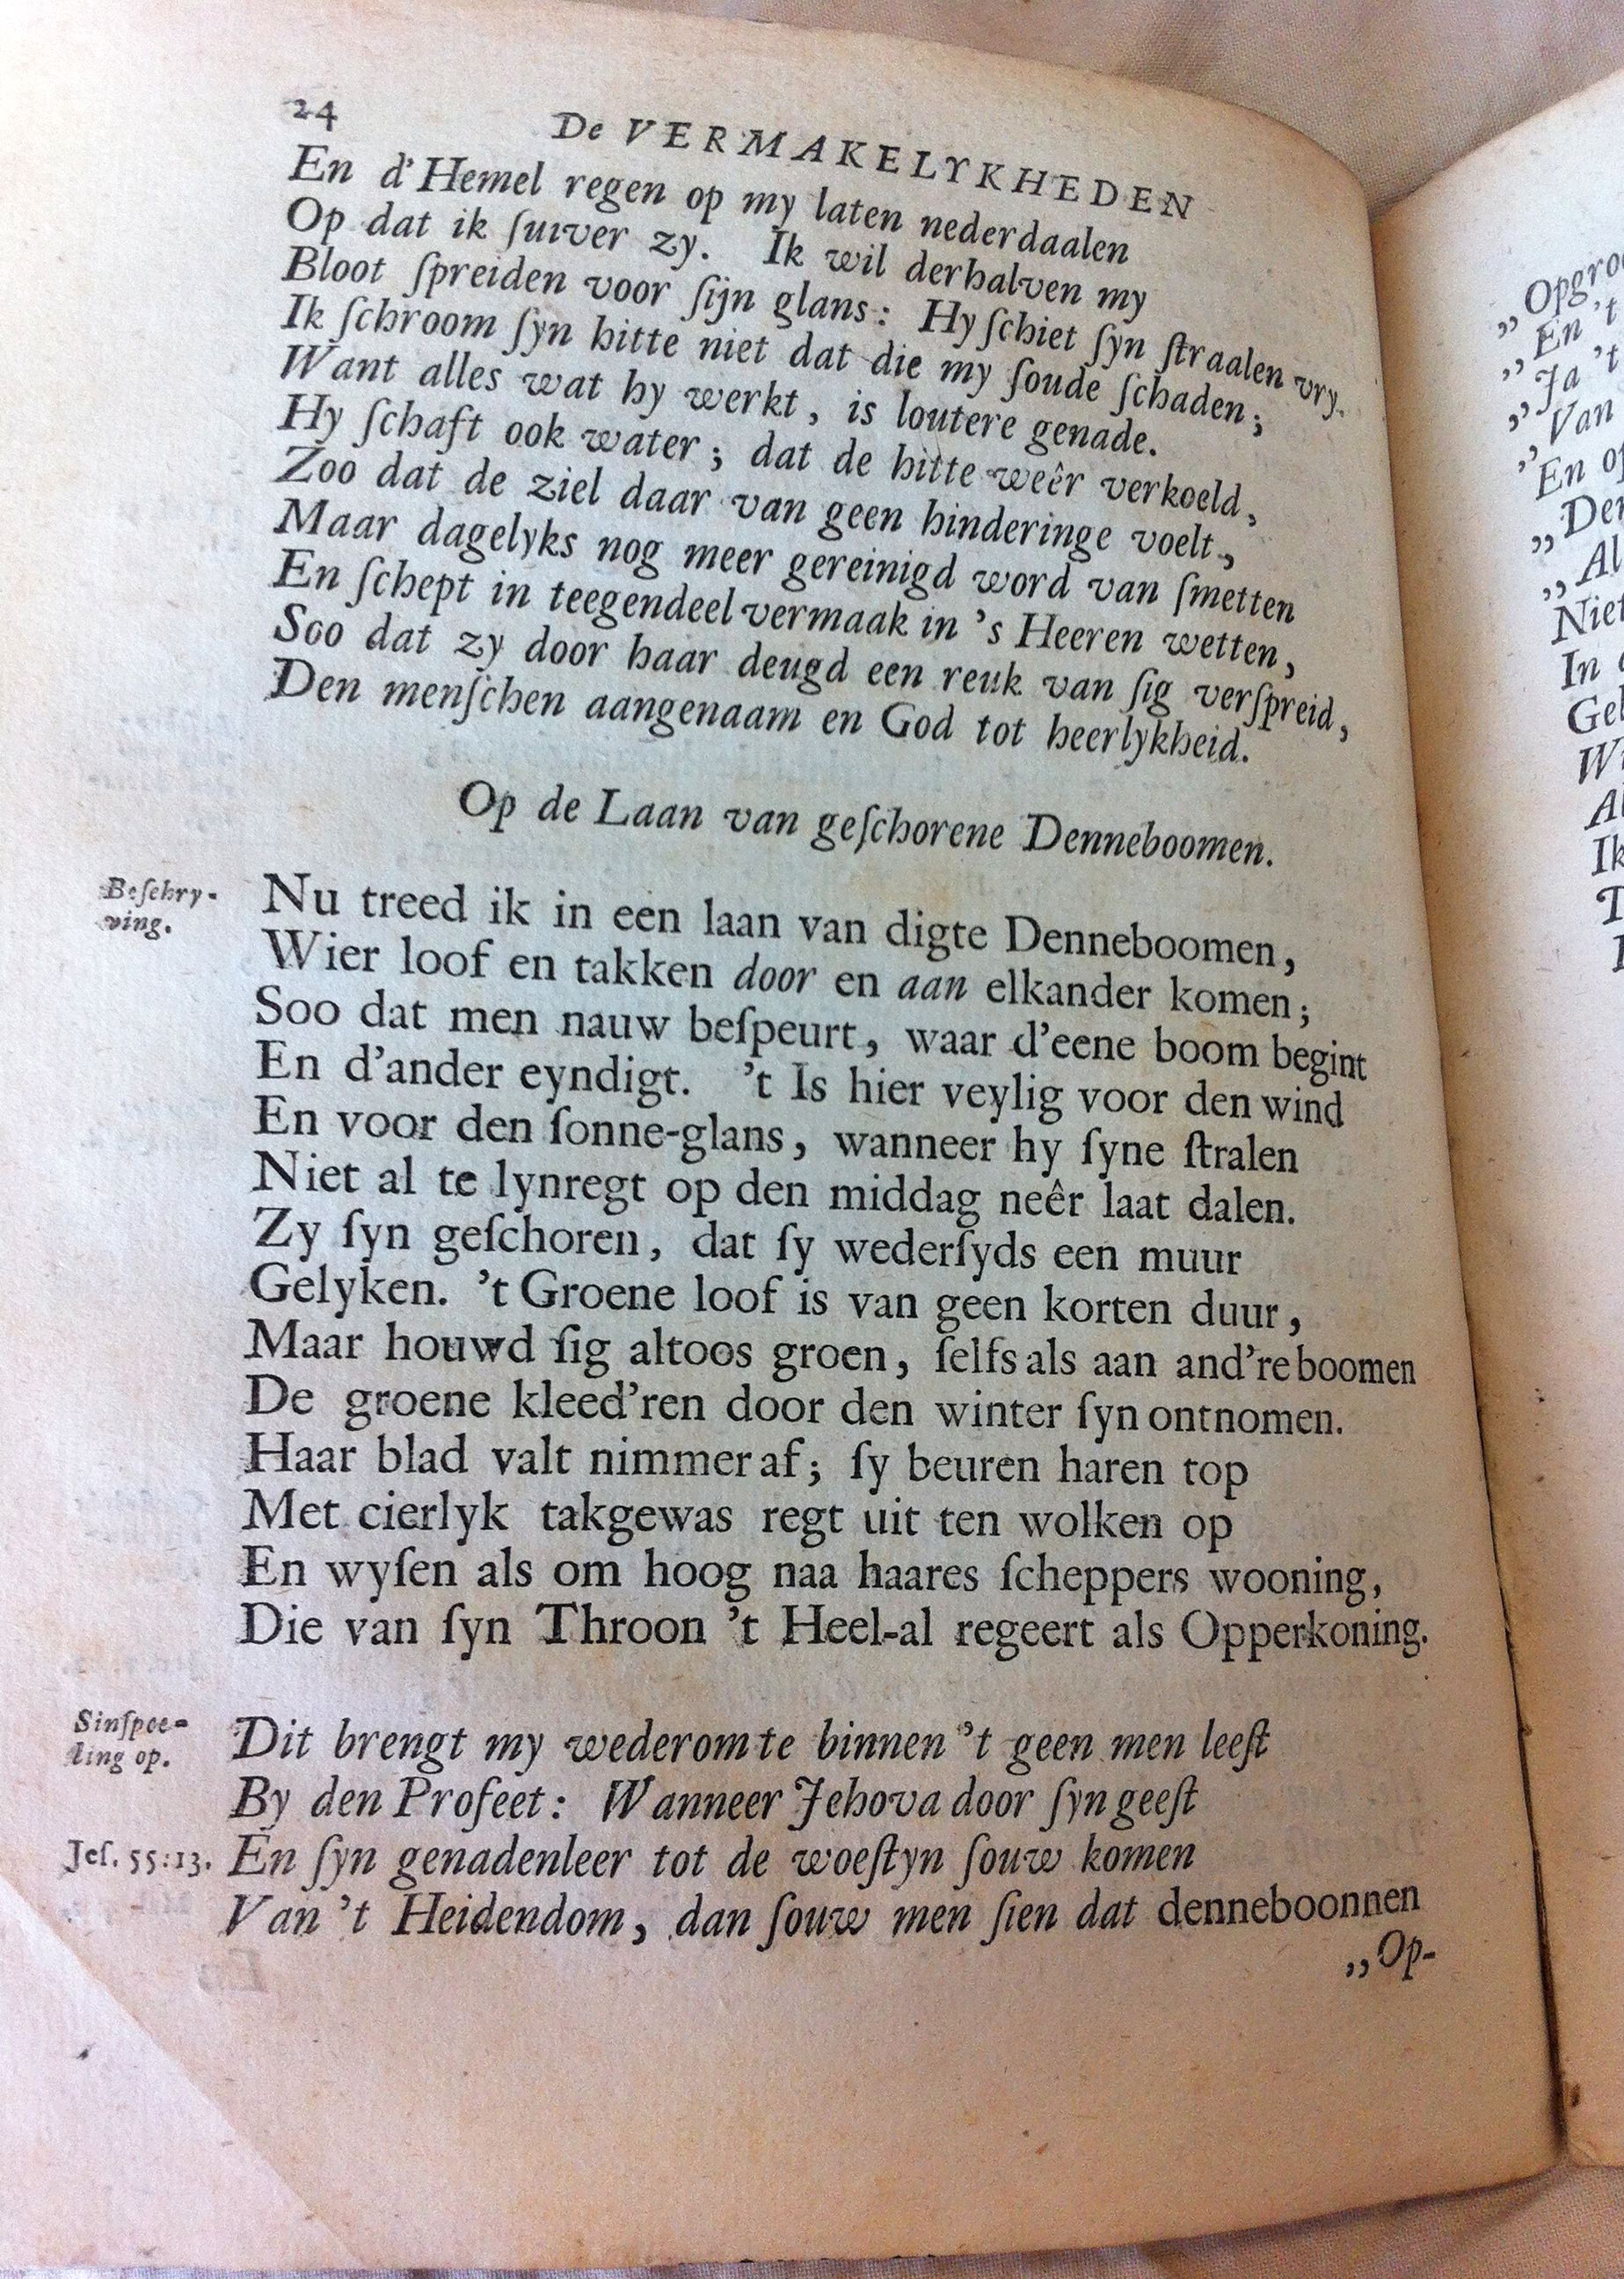 24 De VERMAKELYKHEDEN
En d'Hemel regen op my laten nederdaalen
Op dat ik ſuiver zy. Ik wil derhalven my
Bloot ſpreiden voor ſijn glans: Hy ſchiet ſyn ſtraalen vry.
Ik ſchroom ſyn hitte niet dat die my ſoude ſchaden;
Want alles wat hy werkt, is loutere genade.
Hy ſchaft ook water; dat de hitte weêr verkoeld,
Zoo dat de ziel daar van geen hinderinge voelt,
Maar dagelyks nog meer gereinigd word van ſmetten
En ſchept in teegendeel vermaak in 's Heeren wetten,
Soo dat zy door haar deugd een reuk van ſig verſpreid,
Den menſchen aangenaam en God tot heerlykheid.
Op de Laan van geſchorene Denneboomen.
Beſchry-
ving.
Nu treed ik in een laan van digte Denneboomen,
Wier loof en takken door en aan elkander komen;
Soo dat men nauw beſpeurt, waar d'eene boom begint
En d'ander eyndigt. 't Is hier veylig voor den wind
En voor den ſonne-glans, wanneer hy ſyne ſtralen
Niet al te lynregt op den middag neêr laat dalen.
Zy ſyn geſchoren, dat ſy wederſyds een muur
Gelyken. 't Groene loof is van geen korten duur,
Maar houwd ſig altoos groen, ſelfs als aan and're boomen
De groene kleed'ren door den winter ſyn ontnomen.
Haar blad valt nimmer af; ſy beuren haren top
Met cierlyk takgewas regt uit ten wolken op
En wyſen als om hoog naa haares ſcheppers wooning,
Die van ſyn Throon 't Heel-al regeert als Opperkoning.
Sinſpee-
ling op.
Dit brengt my wederom te binnen 't geen men leeſt
By den Profeet: Wanneer Jehova door ſyn geeſt
Jeſ. 55:13. En ſyn genadenleer tot de woeſtyn ſouw komen
Van 't Heidendom, dan ſouw men ſien dat denneboonnen
„Op-
„Opgro
„En 't
„Ja 't
„Van
„En o
„Der
„Al
Niet
In
Gel
Ik